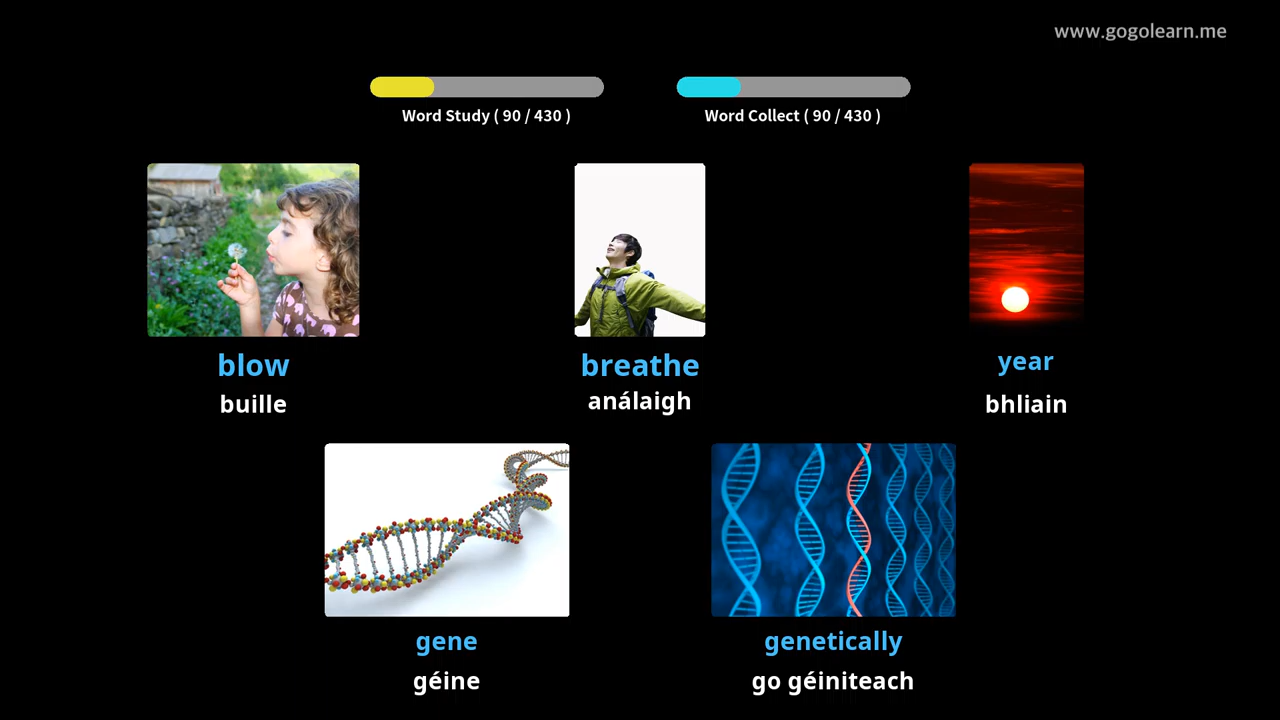 www.gogolearn.me
Word Study ( 90 / 430 )
Word Collect ( 90 / 430 )
blow
buille
breathe
análaigh
year
bhliain
gene
géine
genetically
go géiniteach